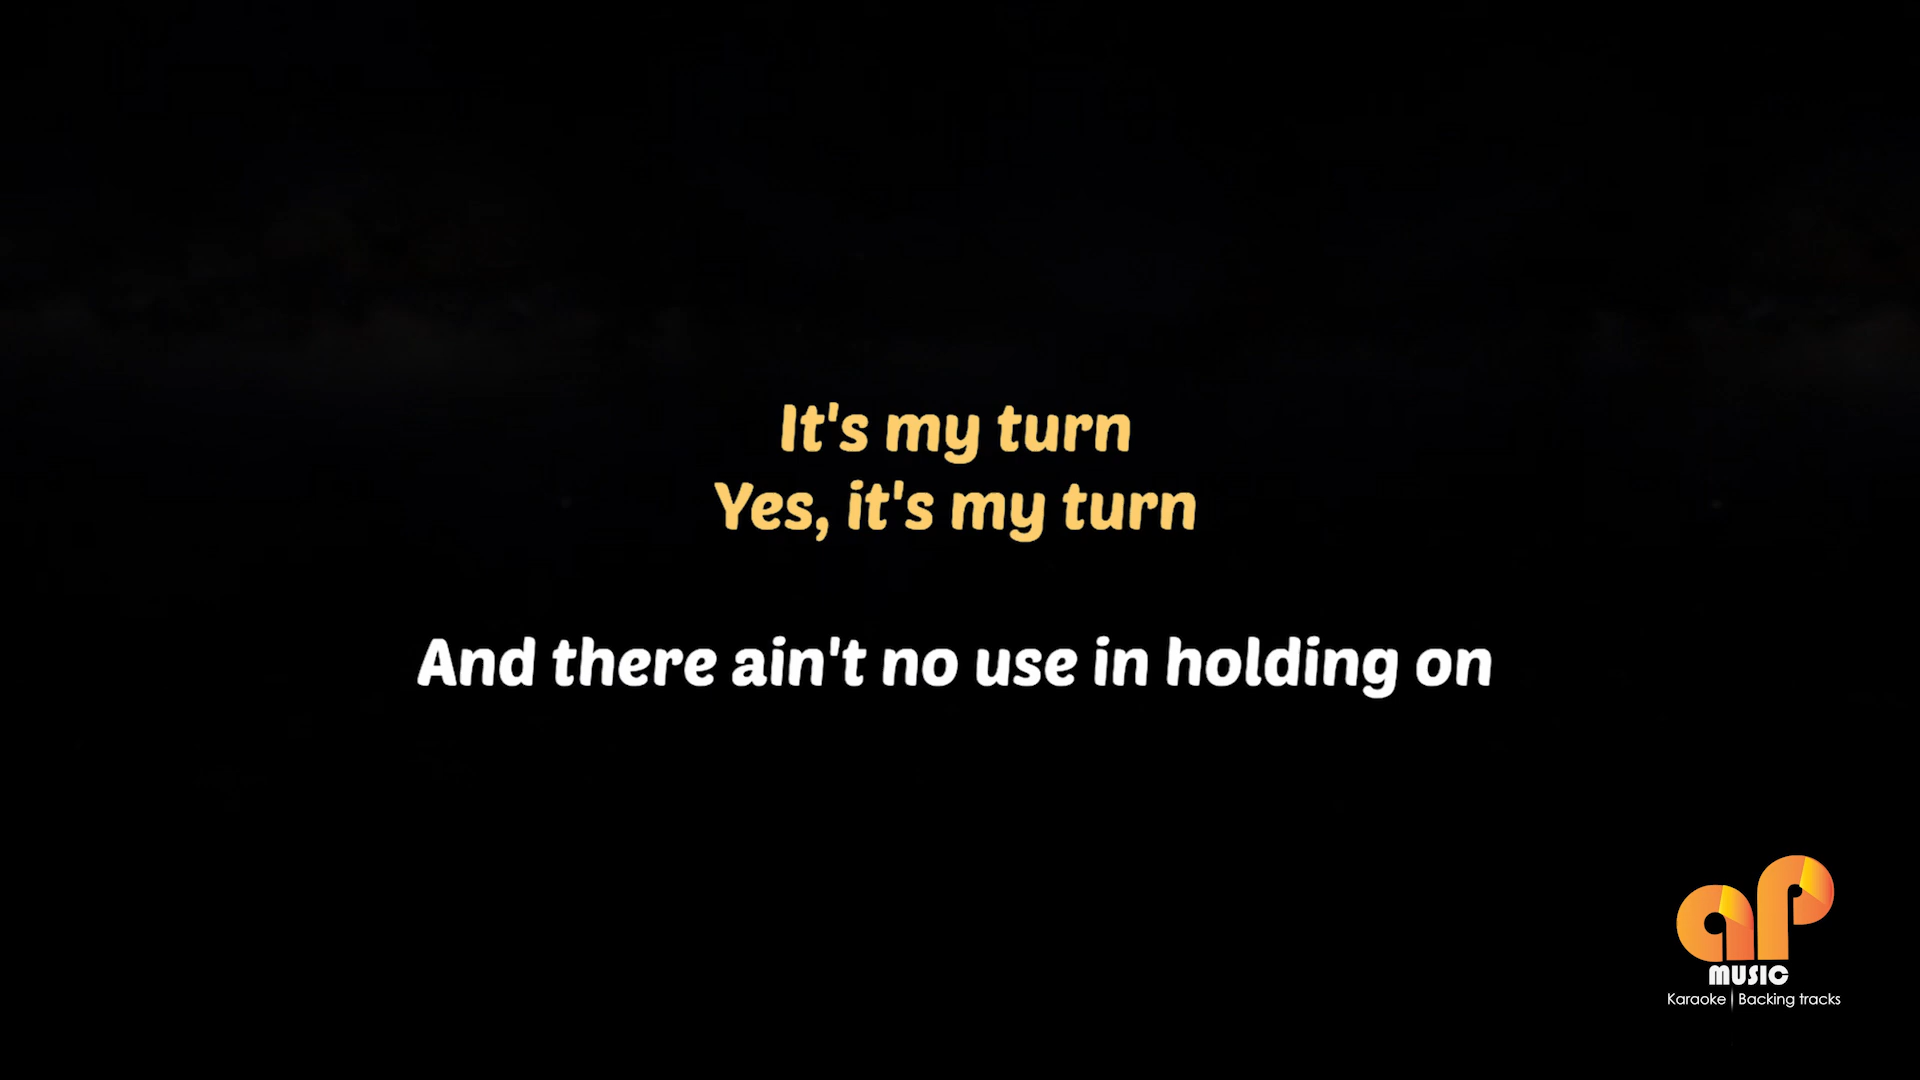 It's my turn
Yes, it's my turn
And there ain't no use in holding on
ap
MUSIC
Karaoke | Backing tracks